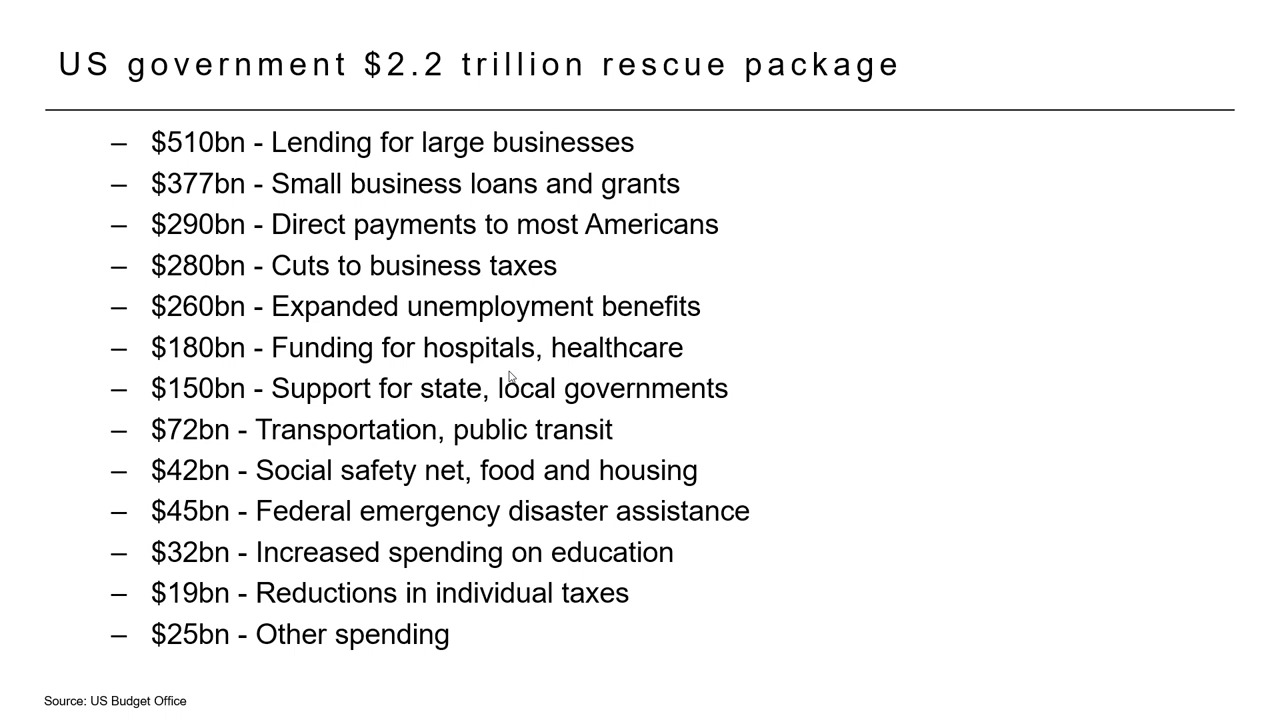 US government $2.2 trillion rescue package
– $510bn - Lending for large businesses
– $377bn - Small business loans and grants
– $290bn - Direct payments to most Americans
– $280bn - Cuts to business taxes
– $260bn - Expanded unemployment benefits
– $180bn - Funding for hospitals, healthcare
– $150bn - Support for state, local governments
– $72bn - Transportation, public transit
– $42bn - Social safety net, food and housing
– $45bn - Federal emergency disaster assistance
– $32bn - Increased spending on education
– $19bn - Reductions in individual taxes
– $25bn - Other spending
Source: US Budget Office